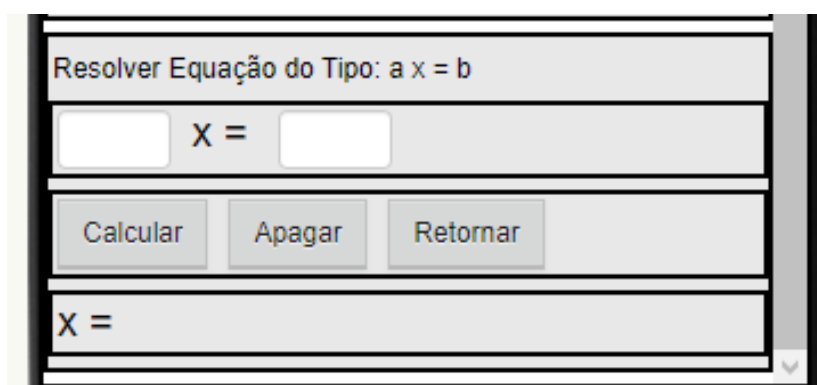 Resolver Equação do Tipo: a x = b
x =
Calcular Apagar Retornar
x =